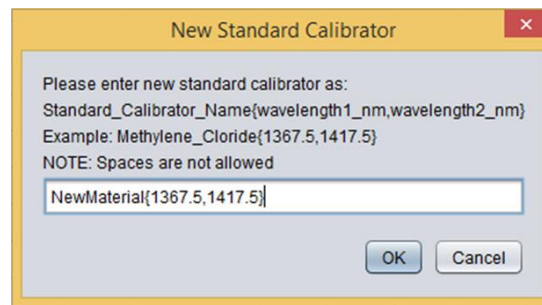 New Standard Calibrator
Please enter new standard calibrator as:
Standard_Calibrator_Name{wavelength1_nm,wavelength2_nm}
Example: Methylene_Cloride{1367.5,1417.5}
NOTE: Spaces are not allowed
NewMaterial{1367.5,1417.5}
OK Cancel